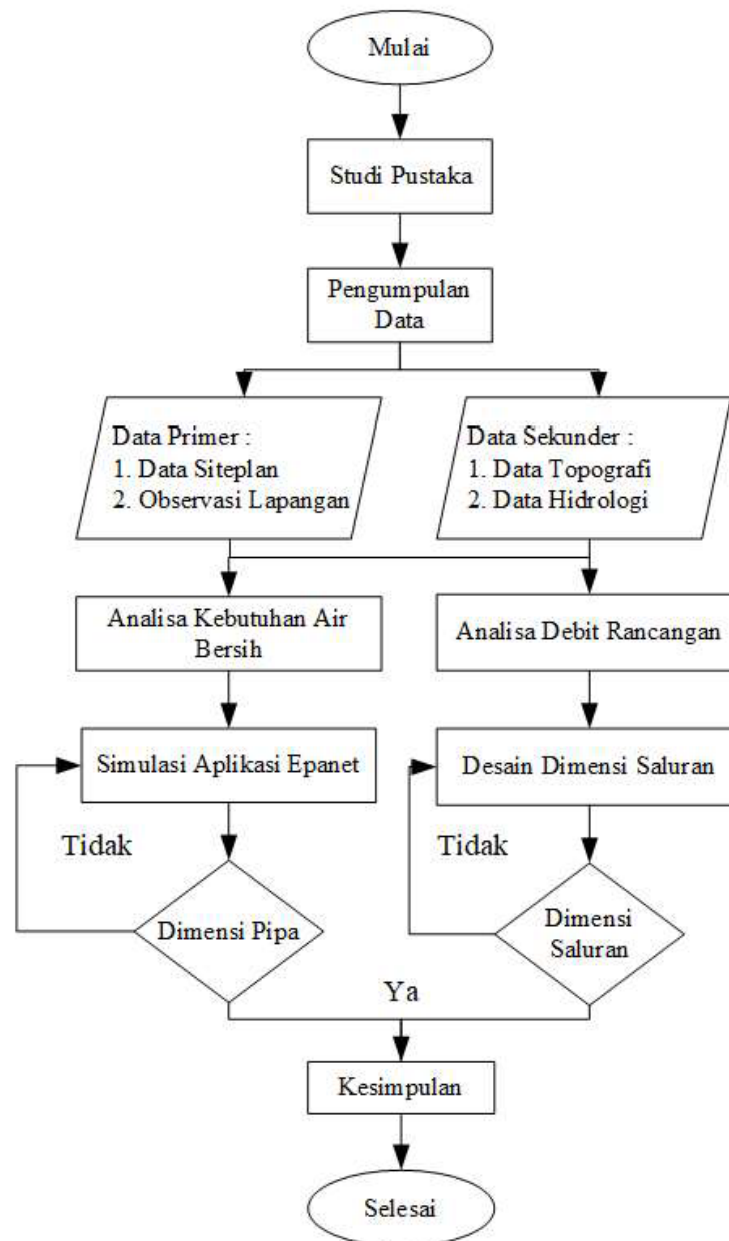 Mulai
Studi Pustaka
Pengumpulan
Data
Data Primer :
1. Data Siteplan
2. Observasi Lapangan
Data Sekunder :
1. Data Topografi
2. Data Hidrologi
Analisa Kebutuhan Air
Bersih
Analisa Debit Rancangan
Simulasi Aplikasi Epanet
Desain Dimensi Saluran
Tidak
Tidak
Dimensi Pipa
Dimensi
Saluran
Ya
Kesimpulan
Selesai